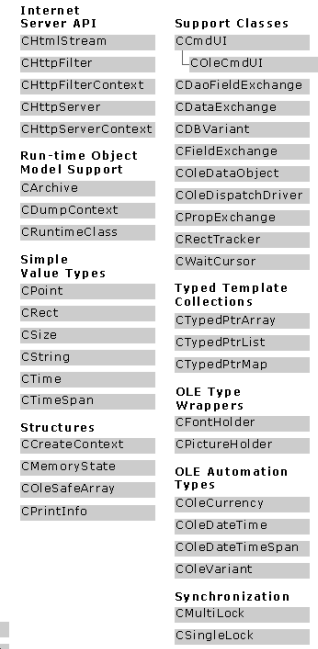 Internet
Server API
CHtmlStream
CHttpFilter
CHttpFilterContext
CHttpServer
CHttpServerContext
Run-time Object
Model Support
CArchive
CDumpContext
CRuntimeClass
Simple
Value Types
CPoint
CRect
CSize
CString
CTime
CTimeSpan
Structures
CCreateContext
CMemoryState
COleSafeArray
CPrintInfo
Support Classes
CCmdUI
COleCmdUI
CDaoFieldExchange
CDataExchange
CDBVariant
CFieldExchange
COleDataObject
COleDispatchDriver
CPropExchange
CRectTracker
CWaitCursor
Typed Template
Collections
CTypedPtrArray
CTypedPtrList
CTypedPtrMap
OLE Type
Wrappers
CFontHolder
CPictureHolder
OLE Automation
Types
COleCurrency
COleDateTime
COleDateTimeSpan
COleVariant
Synchronization
CMultiLock
CSingleLock